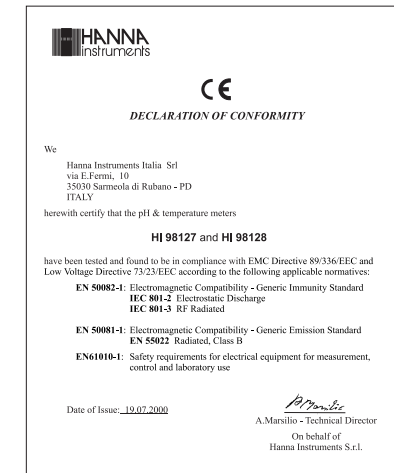 HANNA
instruments
CE
DECLARATION OF CONFORMITY
We
Hanna Instruments Italia Srl
via E.Fermi, 10
35030 Sarmeola di Rubano - PD
ITALY
herewith certify that the pH & temperature meters
HI 98127 and HI 98128
have been tested and found to be in compliance with EMC Directive 89/336/EEC and
Low Voltage Directive 73/23/EEC according to the following applicable normatives:
EN 50082-1: Electromagnetic Compatibility - Generic Immunity Standard
IEC 801-2 Electrostatic Discharge
IEC 801-3 RF Radiated
EN 50081-1: Electromagnetic Compatibility - Generic Emission Standard
EN 55022 Radiated, Class B
EN61010-1: Safety requirements for electrical equipment for measurement,
control and laboratory use
Date of Issue: 19.07.2000
AMarsilio
A.Marsilio - Technical Director
On behalf of
Hanna Instruments S.r.l.